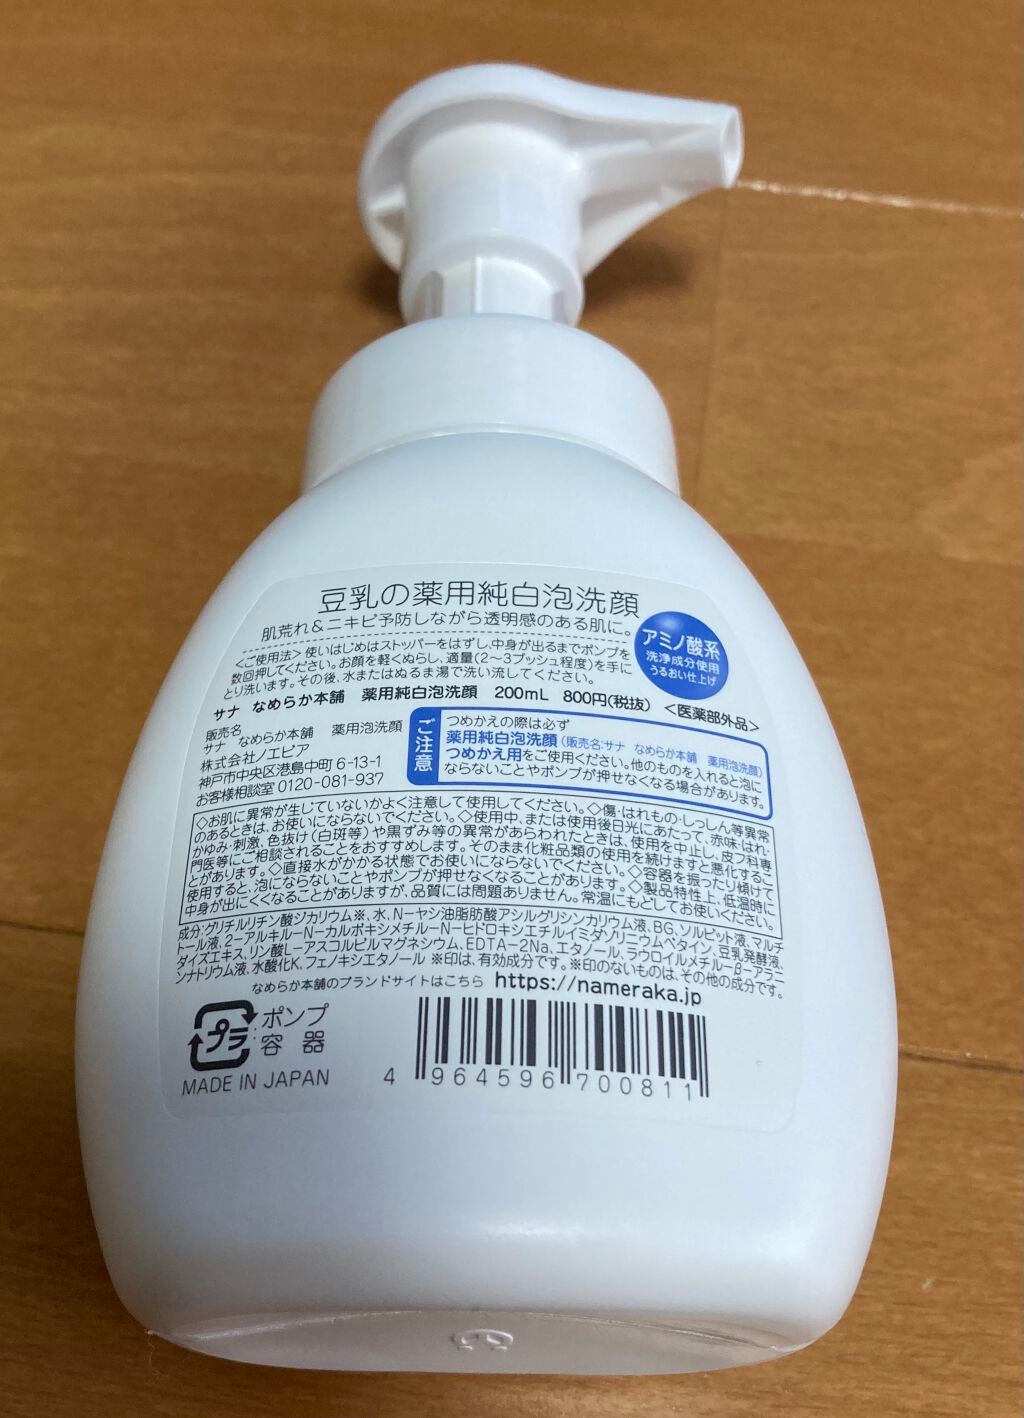 豆乳の薬用純白泡洗顔
肌荒れ&ニキビ予防しながら透明感のある肌に。
アミノ酸系
洗浄成分使用
うるおい仕上げ
<ご使用法> 使いはじめはストッパーをはずし、中身が出るまでポンプを
数回押してください。お顔を軽くぬらし、適量(2〜3プッシュ程度)を手に
とり洗います。その後、水またはぬるま湯で洗い流してください。
サナ なめらか本舗 薬用純白泡洗顔 200mL 800円(税抜) <医薬部外品>
販売名
サナ なめらか本舗 薬用泡洗顔
株式会社ノエビア
神戸市中央区港島中町 6-13-1
お客様相談室 0120-081-937
ご注意
つめかえの際は必ず
薬用純白泡洗顔(販売名:サナ なめらか本舗 薬用泡洗顔)
つめかえ用をご使用ください。他のものを入れると泡に
ならないことやポンプが押せなくなる場合があります。
◇お肌に異常が生じていないかよく注意して使用してください。◇傷・はれもの・しっしん等異常
のあるときは、お使いにならないでください。◇使用中、または使用後日光にあたって、赤味・はれ・
かゆみ・刺激、色抜け(白斑等)や黒ずみ等の異常があらわれたときは、使用を中止し、皮フ科専
門医等にご相談されることをおすすめします。そのまま化粧品類の使用を続けますと悪化するこ
とがあります。◇直接水がかかる状態でお使いにならないでください。◇容器を振ったり傾けて
使用すると、泡にならないことやポンプが押せなくなることがあります。◇製品特性上、低温時に
中身が出にくくなることがありますが、品質には問題ありません。常温にもどしてお使いください。
成分:グリチルリチン酸ジカリウム※、水、N-ヤシ油脂肪酸アシルグリシンカリウム液、BG、ソルビット液、マルチ
トール液、2-アルキル-N-カルボキシメチル-N-ヒドロキシエチルイミダゾリニウムベタイン、豆乳発酵液、
ダイズエキス、リン酸L-アスコルビルマグネシウム、EDTA-2Na、エタノール、ラウロイルメチル-β-アラニ
ンナトリウム液、水酸化K、フェノキシエタノール ※印は、有効成分です。※印のないものは、その他の成分です。
なめらか本舗のブランドサイトはこちら https://nameraka.jp
プラ
ポンプ
容器
MADE IN JAPAN
4 964596 700811